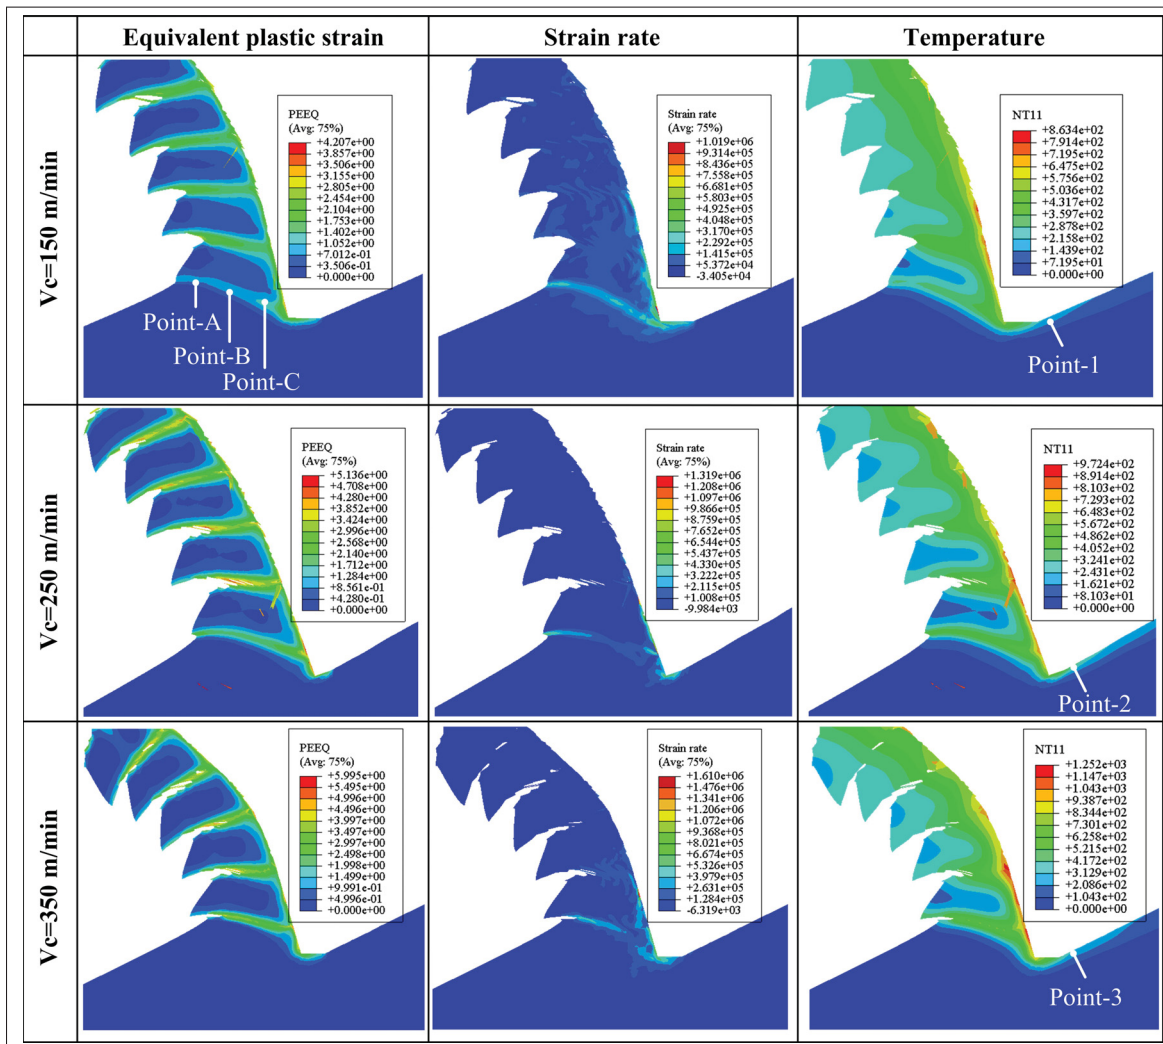 Equivalent plastic strain
Strain rate
Temperature
Vc=150 m/min
PEEQ
(Avg: 75%)
+4.207e+00
+3.857e+00
+3.506e+00
+3.155e+00
+2.805e+00
+2.454e+00
+2.104e+00
+1.753e+00
+1.402e+00
+1.052e+00
+7.012e-01
+3.506e-01
+0.000e+00
Point-A
Point-B
Point-C
Strain rate
(Avg: 75%)
+1.019e+06
+9.314e+05
+8.436e+05
+7.558e+05
+6.681e+05
+5.803e+05
+4.925e+05
+4.048e+05
+3.170e+05
+2.292e+05
+1.415e+05
+5.372e+04
-3.405e+04
NT11
+8.634e+02
+7.914e+02
+7.195e+02
+6.475e+02
+5.756e+02
+5.036e+02
+4.317e+02
+3.597e+02
+2.878e+02
+2.158e+02
+1.439e+02
+7.195e+01
+0.000e+00
Point-1
Vc=250 m/min
PEEQ
(Avg: 75%)
+5.136e+00
+4.708e+00
+4.280e+00
+3.852e+00
+3.424e+00
+2.996e+00
+2.568e+00
+2.140e+00
+1.712e+00
+1.284e+00
+8.561e-01
+4.280e-01
+0.000e+00
Strain rate
(Avg: 75%)
+1.319e+06
+1.208e+06
+1.097e+06
+9.866e+05
+8.759e+05
+7.652e+05
+6.544e+05
+5.437e+05
+4.330e+05
+3.222e+05
+2.115e+05
+1.008e+05
-9.984e+03
NT11
+9.724e+02
+8.914e+02
+8.103e+02
+7.293e+02
+6.483e+02
+5.672e+02
+4.862e+02
+4.052e+02
+3.241e+02
+2.431e+02
+1.621e+02
+8.103e+01
+0.000e+00
Point-2
Vc=350 m/min
PEEQ
(Avg: 75%)
+5.995e+00
+5.495e+00
+4.996e+00
+4.496e+00
+3.997e+00
+3.497e+00
+2.997e+00
+2.498e+00
+1.998e+00
+1.499e+00
+9.991e-01
+4.996e-01
+0.000e+00
Strain rate
(Avg: 75%)
+1.610e+06
+1.476e+06
+1.341e+06
+1.206e+06
+1.072e+06
+9.368e+05
+8.021e+05
+6.674e+05
+5.326e+05
+3.979e+05
+2.631e+05
+1.284e+05
-6.319e+03
NT11
+1.252e+03
+1.147e+03
+1.043e+03
+9.387e+02
+8.344e+02
+7.301e+02
+6.258e+02
+5.215e+02
+4.172e+02
+3.129e+02
+2.086e+02
+1.043e+02
+0.000e+00
Point-3